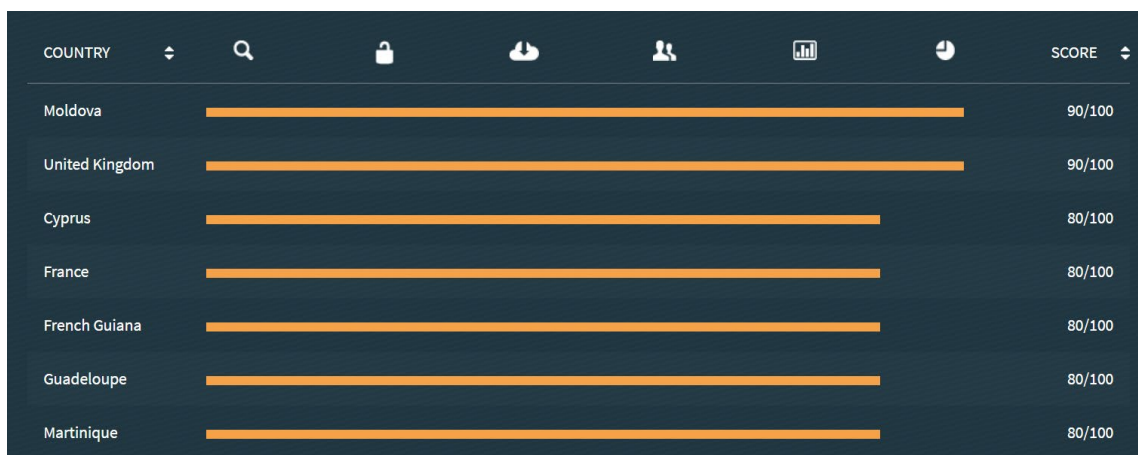 COUNTRY SCORE
Moldova 90/100
United Kingdom 90/100
Cyprus 80/100
France 80/100
French Guiana 80/100
Guadeloupe 80/100
Martinique 80/100